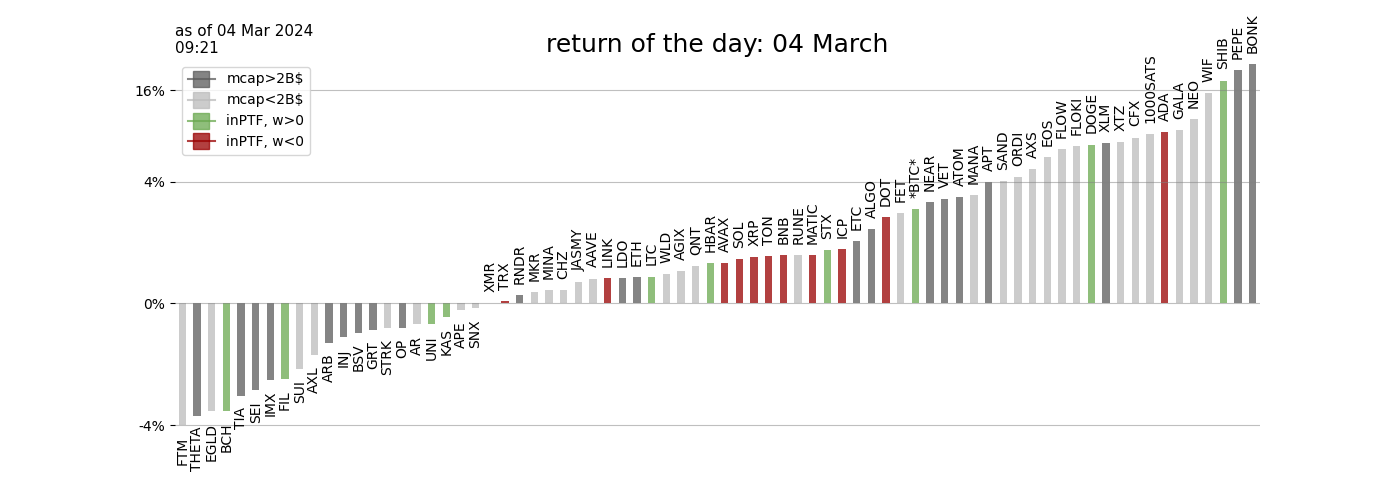 as of 04 Mar 2024
09:21
return of the day: 04 March
mcap>2B$
mcap<2B$
inPTF, w>0
inPTF, w<0
16%
4%
0%
-4%
FTM
THETA
EGLD
BCH
TIA
SEI
IMX
FIL
SUI
AXL
ARB
INJ
BSV
GRT
STRK
OP
AR
UNI
KAS
APE
SNX
XMR
TRX
RNDR
MKR
MINA
CHZ
JASMY
AAVE
LINK
LDO
ETH
LTC
WLD
AGIX
QNT
HBAR
AVAX
SOL
XRP
TON
BNB
RUNE
MATIC
STX
ICP
ETC
ALGO
DOT
FET
*BTC*
NEAR
VET
ATOM
MANA
APT
SAND
ORDI
AXS
EOS
FLOW
FLOKI
DOGE
XLM
XTZ
CFX
1000SATS
ADA
GALA
NEO
WIF
SHIB
PEPE
BONK